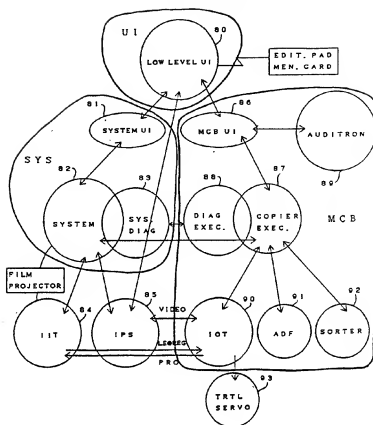 UI
80
LOW LEVEL UI
EDIT. PAD
MEN. CARD
81
SYSTEM UI
86
MCB UI
AUDITRON
89
SYS
82
83
88
87
SYSTEM
SYS. DIAG
DIAG EXEC.
COPIER EXEC.
MCB
FILM PROJECTOR
84
85
90
91
92
IIT
IPS
VIDEO
IOT
ADF
SORTER
PRO
93
TRTL SERVO